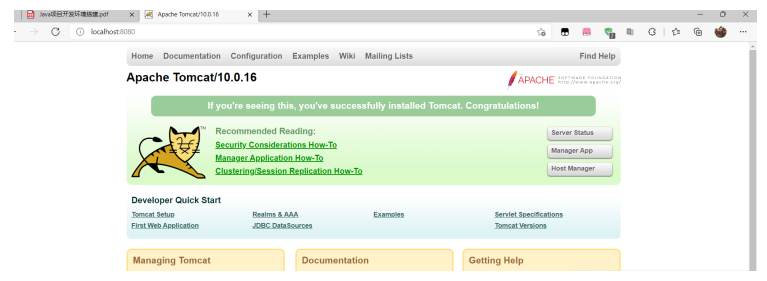 Java项目开发环境搭建.pdf
Apache Tomcat/10.0.16
localhost:8080
Home Documentation Configuration Examples Wiki Mailing Lists Find Help
Apache Tomcat/10.0.16
APACHE SOFTWARE FOUNDATION
http://www.apache.org/
If you're seeing this, you've successfully installed Tomcat. Congratulations!
TM
Recommended Reading:
Security Considerations How-To
Manager Application How-To
Clustering/Session Replication How-To
Server Status
Manager App
Host Manager
Developer Quick Start
Tomcat Setup Realms & AAA Examples Servlet Specifications
First Web Application JDBC DataSources Tomcat Versions
Managing Tomcat Documentation Getting Help